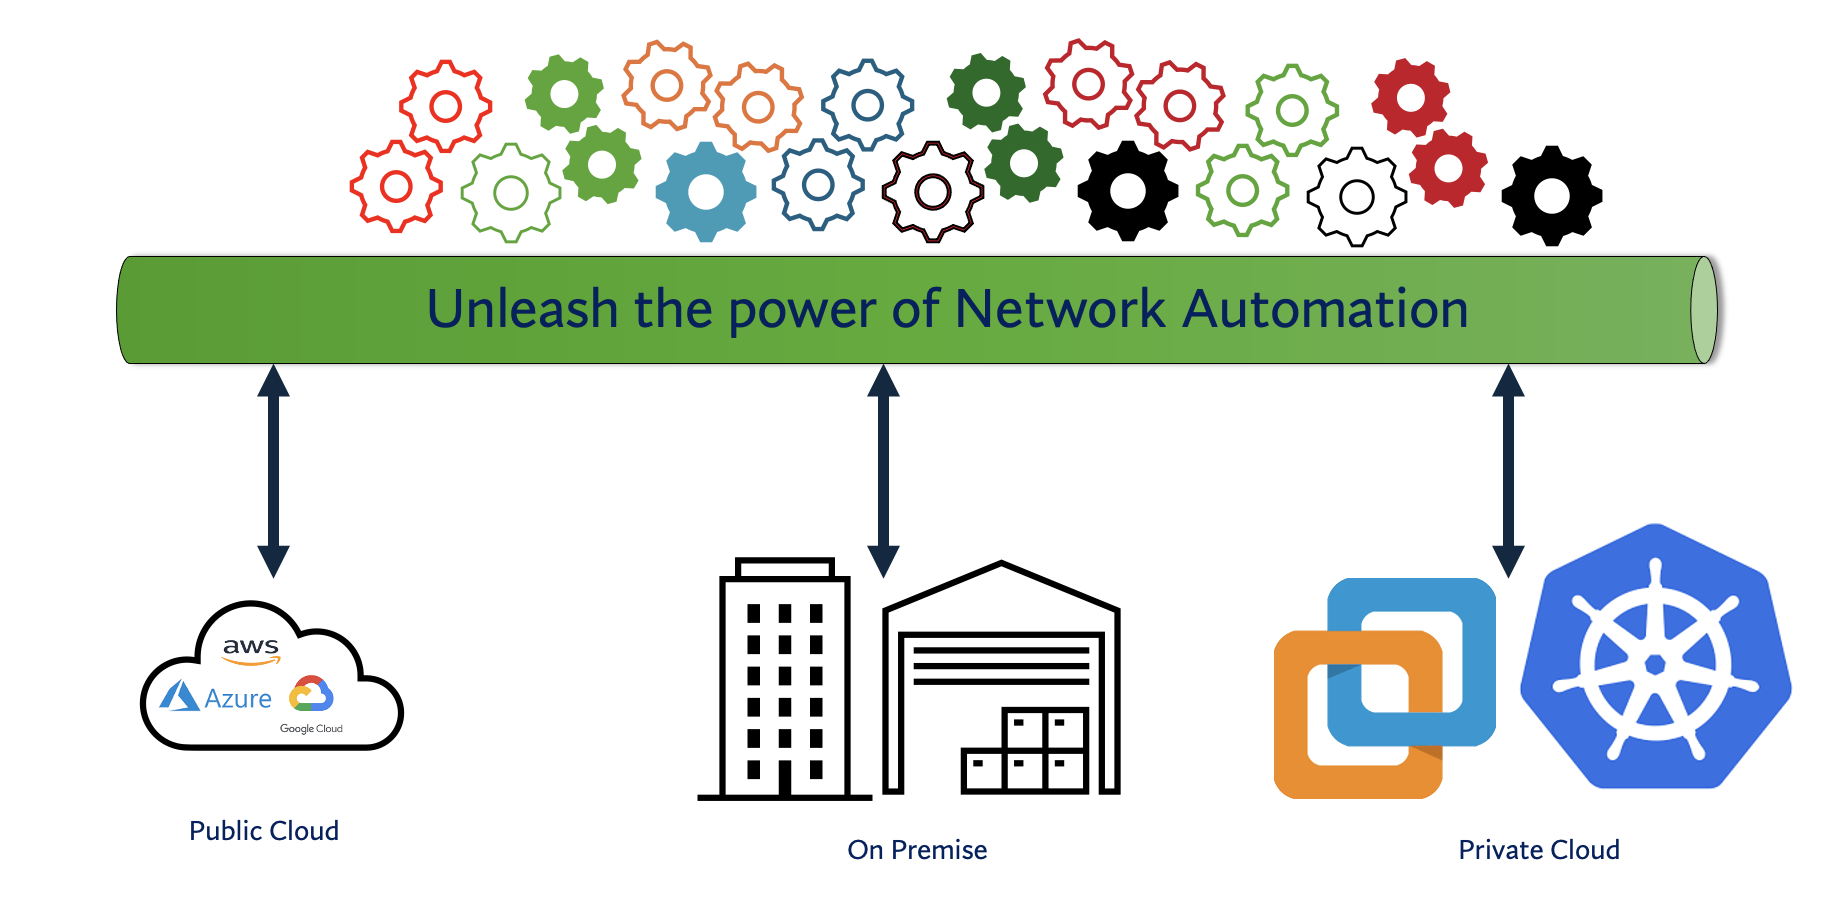 Unleash the power of Network Automation
aws
Azure
Google Cloud
Public Cloud
On Premise
Private Cloud